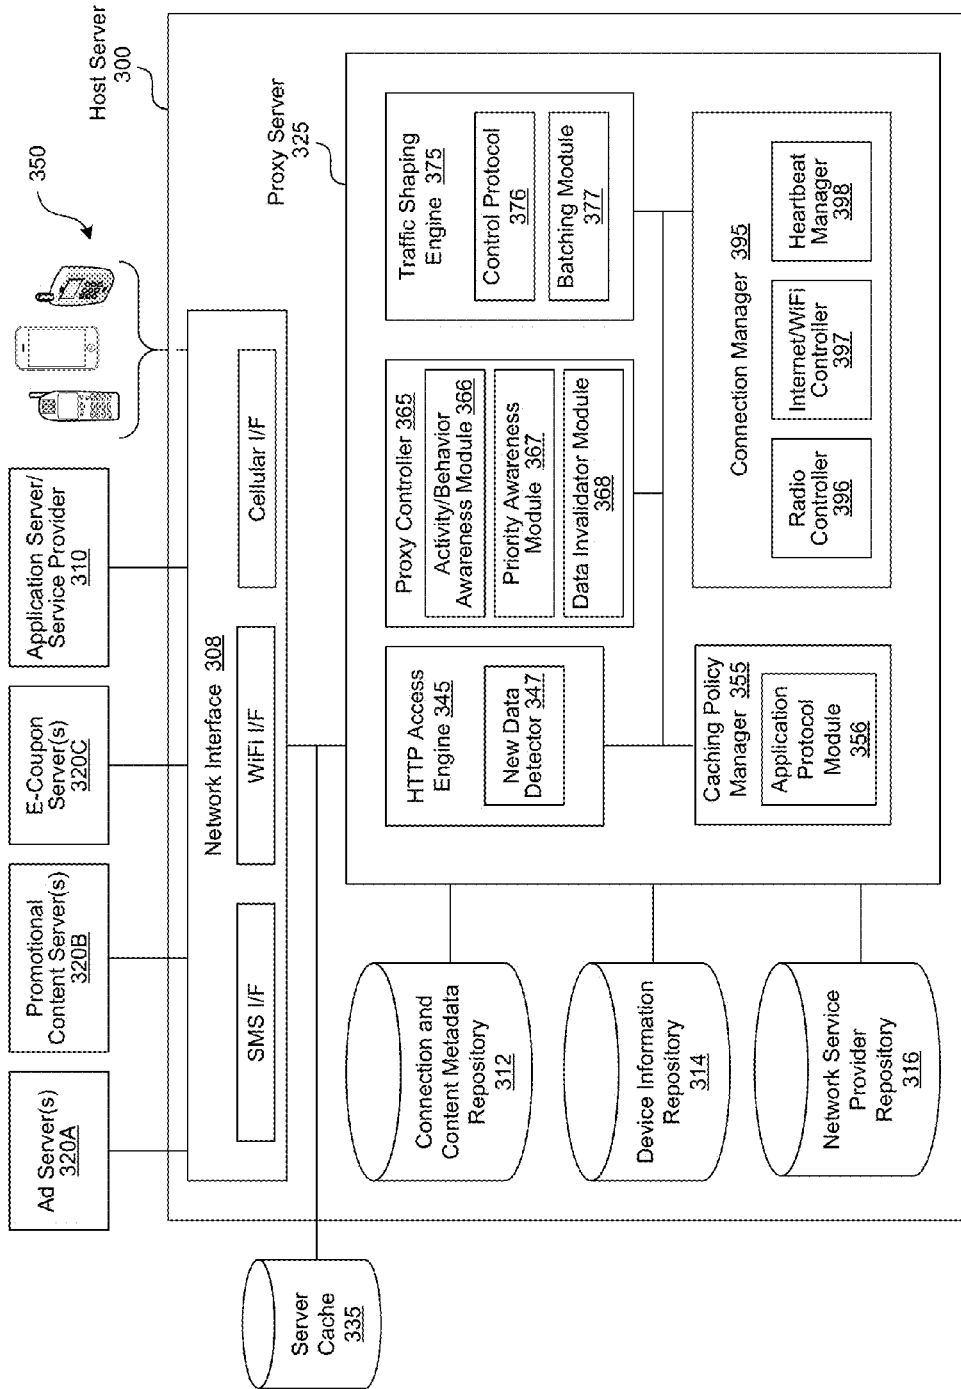 Ad Server(s)
320A
Promotional
Content Server(s)
320B
E-Coupon
Server(s)
320C
Application Server/
Service Provider
310
350
Host Server
300
Network Interface 308
SMS I/F
WiFi I/F
Cellular I/F
Server
Cache
335
Proxy Server
325
Connection and
Content Metadata
Repository
312
Device Information
Repository
314
Network Service
Provider
Repository
316
HTTP Access
Engine 345
New Data
Detector 347
Proxy Controller 365
Activity/Behavior
Awareness Module 366
Priority Awareness
Module 367
Data Invalidator Module
368
Traffic Shaping
Engine 375
Control Protocol
376
Batching Module
377
Caching Policy
Manager 355
Application
Protocol
Module
356
Connection Manager 395
Radio
Controller
396
Internet/WiFi
Controller
397
Heartbeat
Manager
398